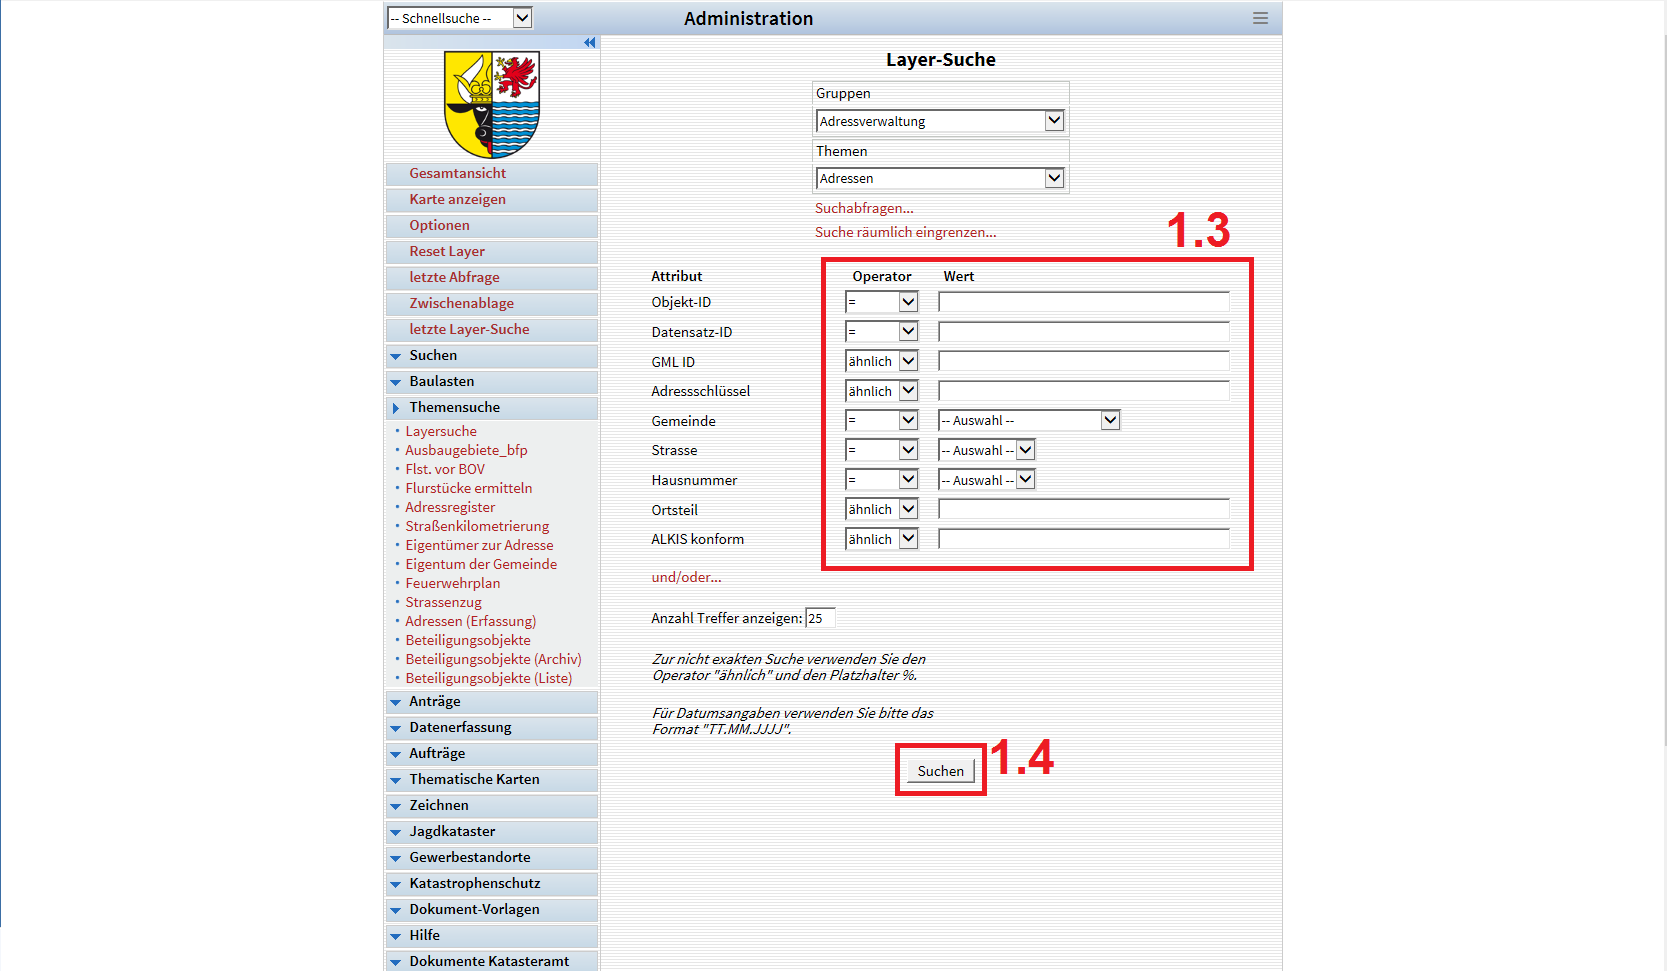 -- Schnellsuche --
Administration
Gesamtansicht
Karte anzeigen
Optionen
Reset Layer
letzte Abfrage
Zwischenablage
letzte Layer-Suche
Suchen
Baulasten
Themensuche
Layersuche
Ausbaugebiete_bfp
Flst. vor BOV
Flurstücke ermitteln
Adressregister
Straßenkilometrierung
Eigentümer zur Adresse
Eigentum der Gemeinde
Feuerwehrplan
Strassenzug
Adressen (Erfassung)
Beteiligungsobjekte
Beteiligungsobjekte (Archiv)
Beteiligungsobjekte (Liste)
Anträge
Datenerfassung
Aufträge
Thematische Karten
Zeichnen
Jagdkataster
Gewerbestandorte
Katastrophenschutz
Dokument-Vorlagen
Hilfe
Dokumente Katasteramt
Layer-Suche
Gruppen
Adressverwaltung
Themen
Adressen
Suchabfragen...
Suche räumlich eingrenzen...
1.3
Attribut Operator Wert
Objekt-ID =
Datensatz-ID =
GML ID ähnlich
Adressschlüssel ähnlich
Gemeinde = -- Auswahl --
Strasse = -- Auswahl --
Hausnummer = -- Auswahl --
Ortsteil ähnlich
ALKIS konform ähnlich
und/oder...
Anzahl Treffer anzeigen: 25
Zur nicht exakten Suche verwenden Sie den
Operator "ähnlich" und den Platzhalter %.
Für Datumsangaben verwenden Sie bitte das
Format "TT.MM.JJJJ".
Suchen 1.4